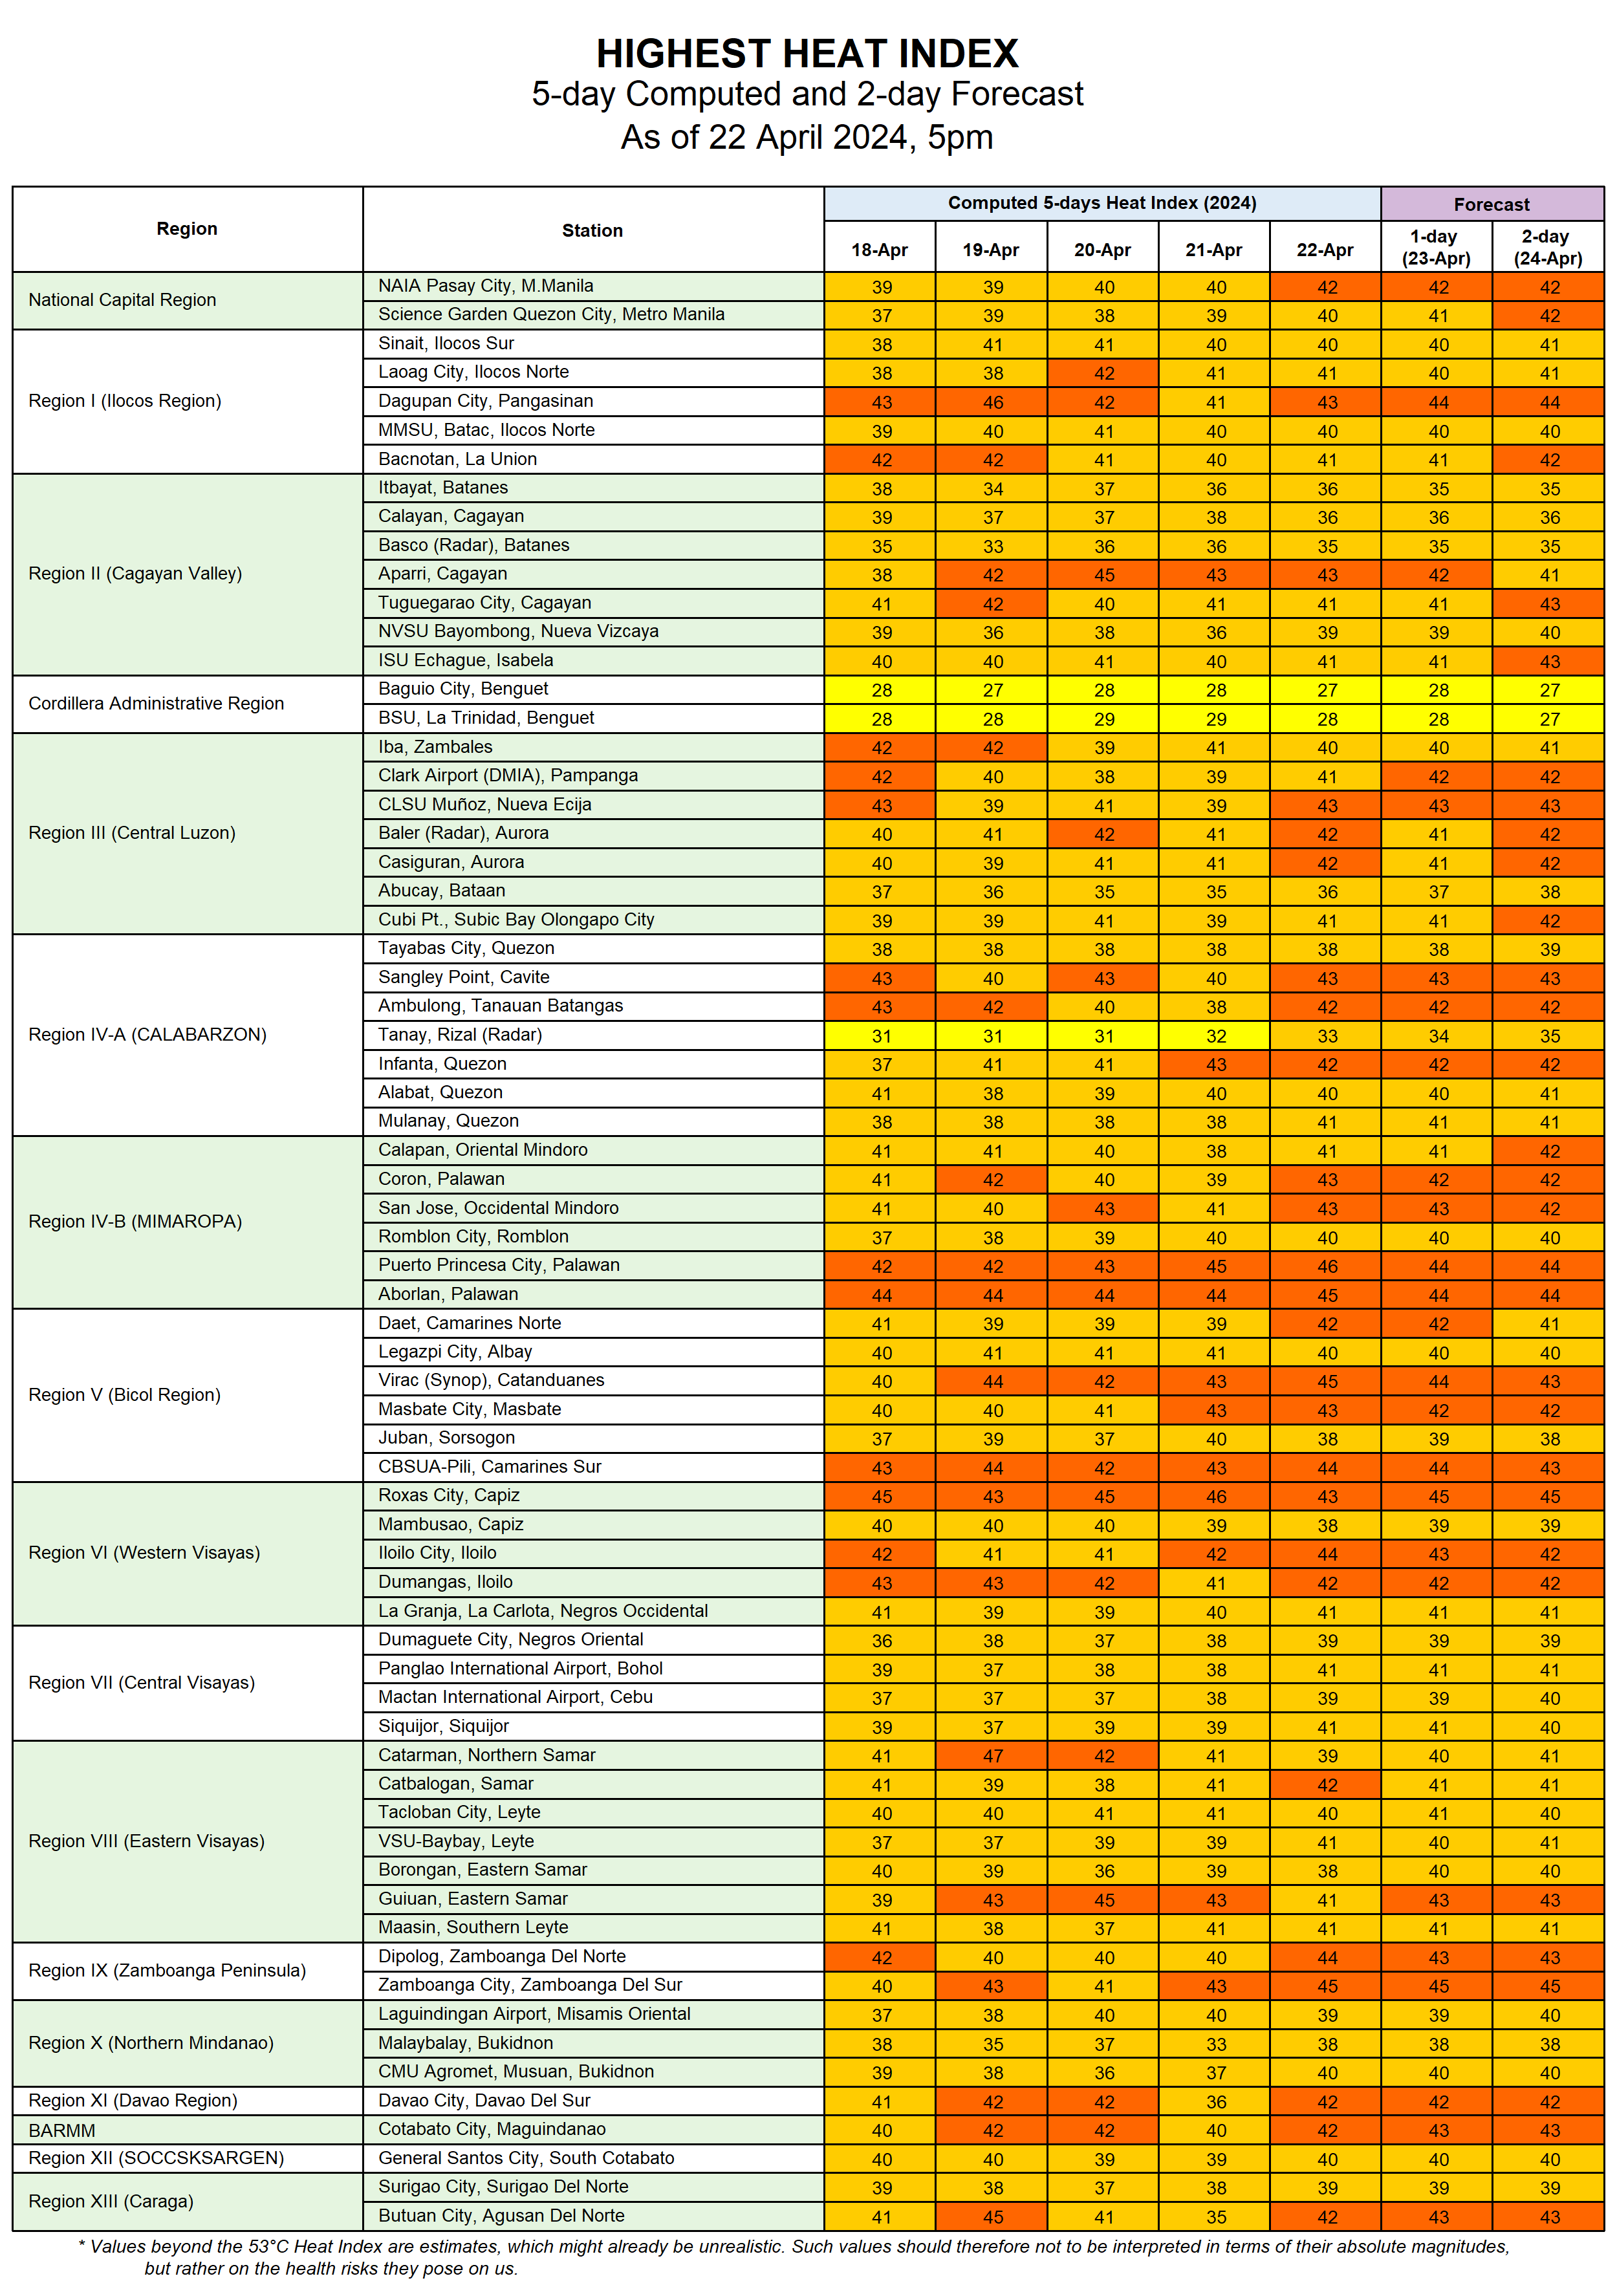 HIGHEST HEAT INDEX
5-day Computed and 2-day Forecast
As of 22 April 2024, 5pm
Region Station Computed 5-days Heat Index (2024) Forecast
18-Apr 19-Apr 20-Apr 21-Apr 22-Apr 1-day (23-Apr) 2-day (24-Apr)
National Capital Region
NAIA Pasay City, M.Manila 39 39 40 40 42 42 42
Science Garden Quezon City, Metro Manila 37 39 38 39 40 41 42
Region I (Ilocos Region)
Sinait, Ilocos Sur 38 41 41 40 40 40 41
Laoag City, Ilocos Norte 38 38 42 41 41 40 41
Dagupan City, Pangasinan 43 46 42 41 43 44 44
MMSU, Batac, Ilocos Norte 39 40 41 40 40 40 40
Bacnotan, La Union 42 42 41 40 41 41 42
Region II (Cagayan Valley)
Itbayat, Batanes 38 34 37 36 36 35 35
Calayan, Cagayan 39 37 37 38 36 36 36
Basco (Radar), Batanes 35 33 36 36 35 35 35
Aparri, Cagayan 38 42 45 43 43 42 41
Tuguegarao City, Cagayan 41 42 40 41 41 41 43
NVSU Bayombong, Nueva Vizcaya 39 36 38 36 39 39 40
ISU Echague, Isabela 40 40 41 40 41 41 43
Cordillera Administrative Region
Baguio City, Benguet 28 27 28 28 27 28 27
BSU, La Trinidad, Benguet 28 28 29 29 28 28 27
Region III (Central Luzon)
Iba, Zambales 42 42 39 41 40 40 41
Clark Airport (DMIA), Pampanga 42 40 38 39 41 42 42
CLSU Muñoz, Nueva Ecija 43 39 41 39 43 43 43
Baler (Radar), Aurora 40 41 42 41 42 41 42
Casiguran, Aurora 40 39 41 41 42 41 42
Abucay, Bataan 37 36 35 35 36 37 38
Cubi Pt., Subic Bay Olongapo City 39 39 41 39 41 41 42
Region IV-A (CALABARZON)
Tayabas City, Quezon 38 38 38 38 38 38 39
Sangley Point, Cavite 43 40 43 40 43 43 43
Ambulong, Tanauan Batangas 43 42 40 38 42 42 42
Tanay, Rizal (Radar) 31 31 31 32 33 34 35
Infanta, Quezon 37 41 41 43 42 42 42
Alabat, Quezon 41 38 39 40 40 40 41
Mulanay, Quezon 38 38 38 38 41 41 41
Region IV-B (MIMAROPA)
Calapan, Oriental Mindoro 41 41 40 38 41 41 42
Coron, Palawan 41 42 40 39 43 42 42
San Jose, Occidental Mindoro 41 40 43 41 43 43 42
Romblon City, Romblon 37 38 39 40 40 40 40
Puerto Princesa City, Palawan 42 42 43 45 46 44 44
Aborlan, Palawan 44 44 44 44 45 44 44
Region V (Bicol Region)
Daet, Camarines Norte 41 39 39 39 42 42 41
Legazpi City, Albay 40 41 41 41 40 40 40
Virac (Synop), Catanduanes 40 44 42 43 45 44 43
Masbate City, Masbate 40 40 41 43 43 42 42
Juban, Sorsogon 37 39 37 40 38 39 38
CBSUA-Pili, Camarines Sur 43 44 42 43 44 44 43
Region VI (Western Visayas)
Roxas City, Capiz 45 43 45 46 43 45 45
Mambusao, Capiz 40 40 40 39 38 39 39
Iloilo City, Iloilo 42 41 41 42 44 43 42
Dumangas, Iloilo 43 43 42 41 42 42 42
La Granja, La Carlota, Negros Occidental 41 39 39 40 41 41 41
Region VII (Central Visayas)
Dumaguete City, Negros Oriental 36 38 37 38 39 39 39
Panglao International Airport, Bohol 39 37 38 38 41 41 41
Mactan International Airport, Cebu 37 37 37 38 39 39 40
Siquijor, Siquijor 39 37 39 39 41 41 40
Region VIII (Eastern Visayas)
Catarman, Northern Samar 41 47 42 41 39 40 41
Catbalogan, Samar 41 39 38 41 42 41 41
Tacloban City, Leyte 40 40 41 41 40 41 40
VSU-Baybay, Leyte 37 37 39 39 41 40 41
Borongan, Eastern Samar 40 39 36 39 38 40 40
Guiuan, Eastern Samar 39 43 45 43 41 43 43
Maasin, Southern Leyte 41 38 37 41 41 41 41
Region IX (Zamboanga Peninsula)
Dipolog, Zamboanga Del Norte 42 40 40 40 44 43 43
Zamboanga City, Zamboanga Del Sur 40 43 41 43 45 45 45
Region X (Northern Mindanao)
Laguindingan Airport, Misamis Oriental 37 38 40 40 39 39 40
Malaybalay, Bukidnon 38 35 37 33 38 38 38
CMU Agromet, Musuan, Bukidnon 39 38 36 37 40 40 40
Region XI (Davao Region) Davao City, Davao Del Sur 41 42 42 36 42 42 42
BARMM Cotabato City, Maguindanao 40 42 42 40 42 43 43
Region XII (SOCCSKSARGEN) General Santos City, South Cotabato 40 40 39 39 40 40 40
Region XIII (Caraga)
Surigao City, Surigao Del Norte 39 38 37 38 39 39 39
Butuan City, Agusan Del Norte 41 45 41 35 42 43 43
* Values beyond the 53°C Heat Index are estimates, which might already be unrealistic. Such values should therefore not to be interpreted in terms of their absolute magnitudes,
but rather on the health risks they pose on us.